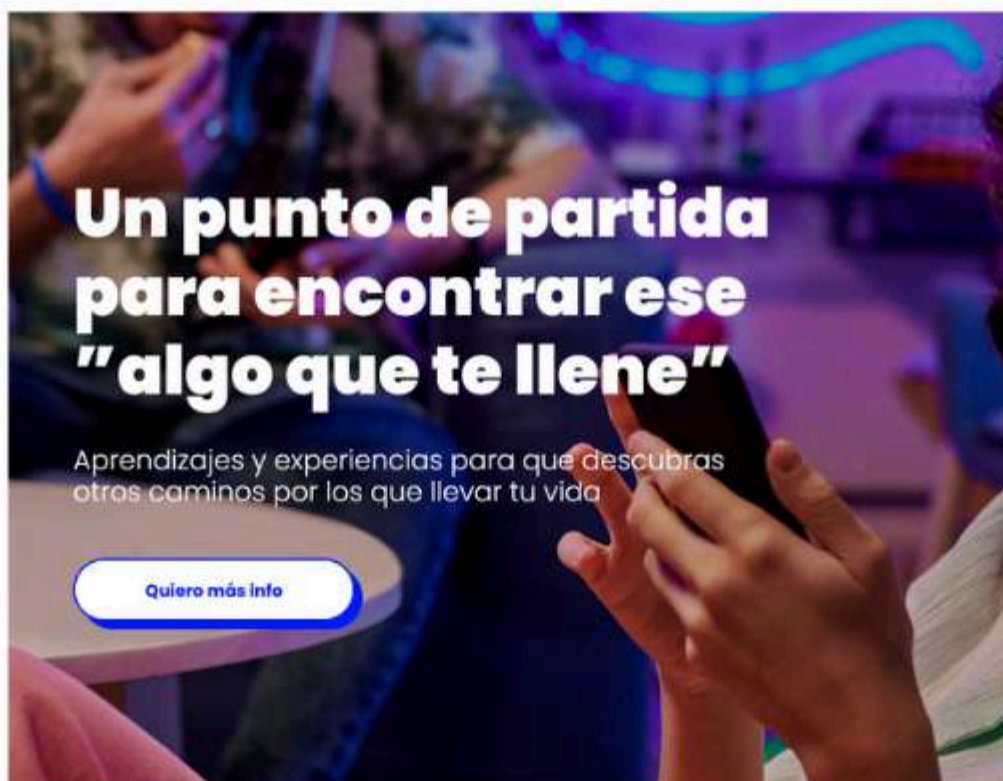 Un punto de partida
para encontrar ese
"algo que te llene"
Aprendizajes y experiencias para que descubras
otros caminos por los que llevar tu vida
Quiero más info